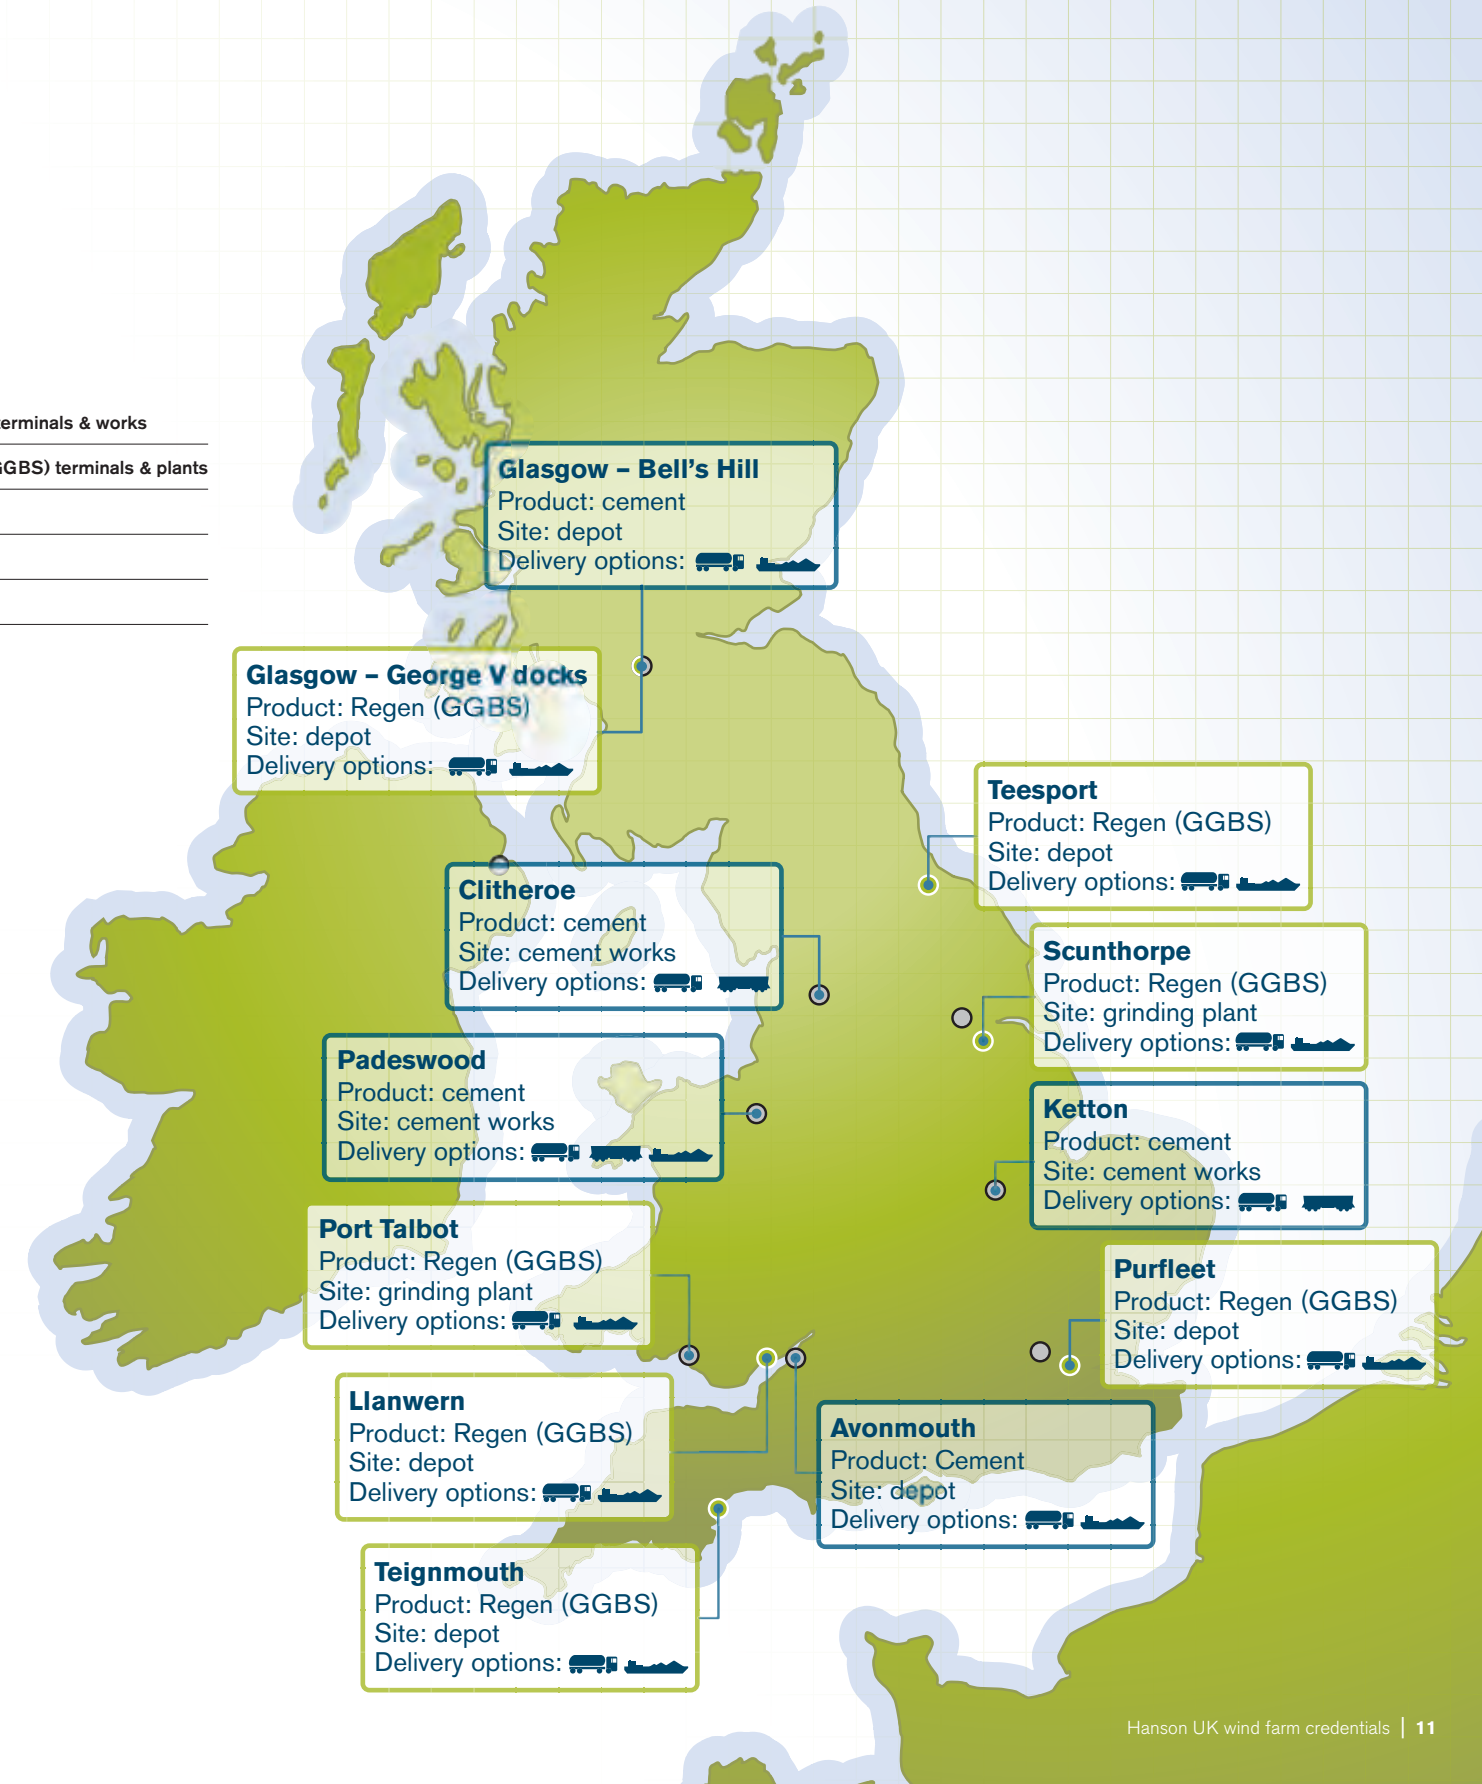 terminals & works
GGBS) terminals & plants
Glasgow – Bell’s Hill
Product: cement
Site: depot
Delivery options:
Glasgow – George V docks
Product: Regen (GGBS)
Site: depot
Delivery options:
Teesport
Product: Regen (GGBS)
Site: depot
Delivery options:
Clitheroe
Product: cement
Site: cement works
Delivery options:
Scunthorpe
Product: Regen (GGBS)
Site: grinding plant
Delivery options:
Padeswood
Product: cement
Site: cement works
Delivery options:
Ketton
Product: cement
Site: cement works
Delivery options:
Port Talbot
Product: Regen (GGBS)
Site: grinding plant
Delivery options:
Purfleet
Product: Regen (GGBS)
Site: depot
Delivery options:
Llanwern
Product: Regen (GGBS)
Site: depot
Delivery options:
Avonmouth
Product: Cement
Site: depot
Delivery options:
Teignmouth
Product: Regen (GGBS)
Site: depot
Delivery options:
Hanson UK wind farm credentials | 11